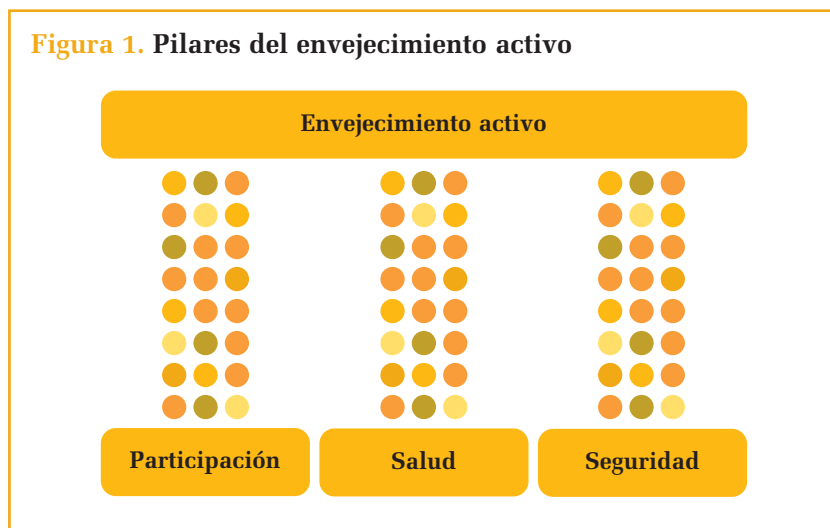 Figura 1. Pilares del envejecimiento activo
Envejecimiento activo
Participación
Salud
Seguridad